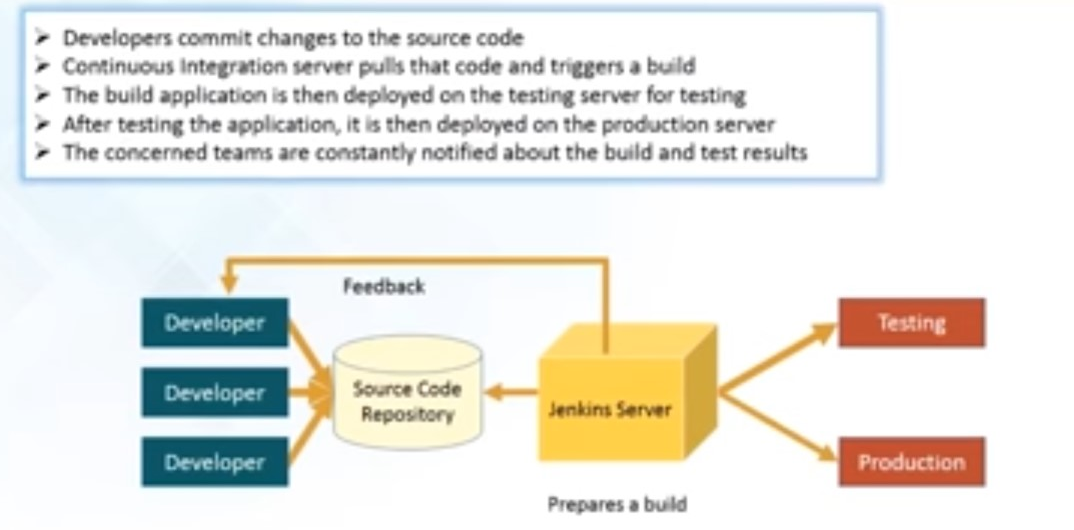 ➢ Developers commit changes to the source code
➢ Continuous Integration server pulls that code and triggers a build
➢ The build application is then deployed on the testing server for testing
➢ After testing the application, it is then deployed on the production server
➢ The concerned teams are constantly notified about the build and test results
Feedback
Developer
Developer
Developer
Source Code
Repository
Jenkins Server
Prepares a build
Testing
Production